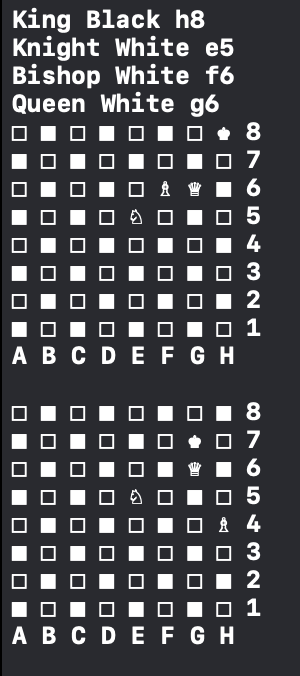 King Black h8
Knight White e5
Bishop White f6
Queen White g6
□ ■ □ ■ □ ■ □ ♚ 8
■ □ ■ □ ■ □ ■ □ 7
□ ■ □ ■ □ ♗ ♕ ■ 6
■ □ ■ □ ♘ □ ■ □ 5
□ ■ □ ■ □ ■ □ ■ 4
■ □ ■ □ ■ □ ■ □ 3
□ ■ □ ■ □ ■ □ ■ 2
■ □ ■ □ ■ □ ■ □ 1
A B C D E F G H
□ ■ □ ■ □ ■ □ ■ 8
■ □ ■ □ ■ □ ♚ □ 7
□ ■ □ ■ □ ■ ♕ ■ 6
■ □ ■ □ ♘ □ ■ □ 5
□ ■ □ ■ □ ■ □ ♗ 4
■ □ ■ □ ■ □ ■ □ 3
□ ■ □ ■ □ ■ □ ■ 2
■ □ ■ □ ■ □ ■ □ 1
A B C D E F G H